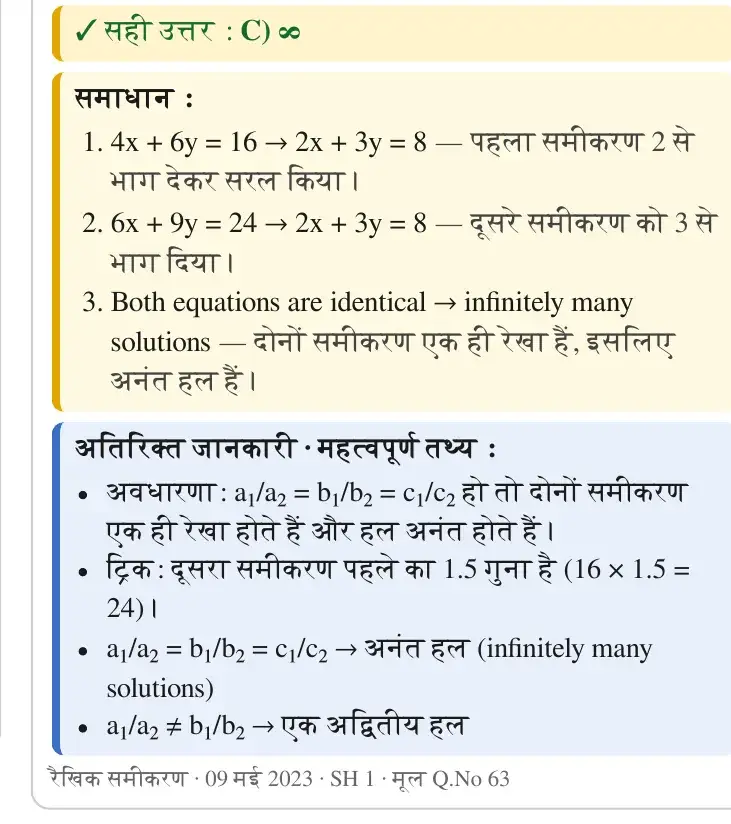 ✓ सही उत्तर : C) ∞
समाधान :
1. 4x + 6y = 16 → 2x + 3y = 8 — पहला समीकरण 2 से
भाग देकर सरल किया।
2. 6x + 9y = 24 → 2x + 3y = 8 — दूसरे समीकरण को 3 से
भाग दिया।
3. Both equations are identical → infinitely many
solutions — दोनों समीकरण एक ही रेखा हैं, इसलिए
अनंत हल हैं।
अतिरिक्त जानकारी · महत्वपूर्ण तथ्य :
• अवधारणा : a₁/a₂ = b₁/b₂ = c₁/c₂ हो तो दोनों समीकरण
एक ही रेखा होते हैं और हल अनंत होते हैं।
• ट्रिक : दूसरा समीकरण पहले का 1.5 गुना है (16 × 1.5 =
24)।
• a₁/a₂ = b₁/b₂ = c₁/c₂ → अनंत हल (infinitely many
solutions)
• a₁/a₂ ≠ b₁/b₂ → एक अद्वितीय हल
रैखिक समीकरण · 09 मई 2023 · SH 1 · मूल Q.No 63